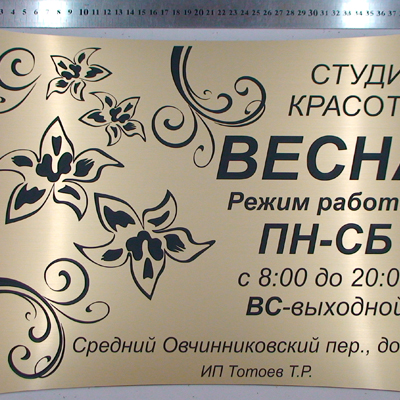 СТУДИ
КРАСОТ
ВЕСНА
Режим работ
ПН-СБ
с 8:00 до 20:0
ВС-выходной
Средний Овчинниковский пер., до
ИП Тотоев Т.Р.